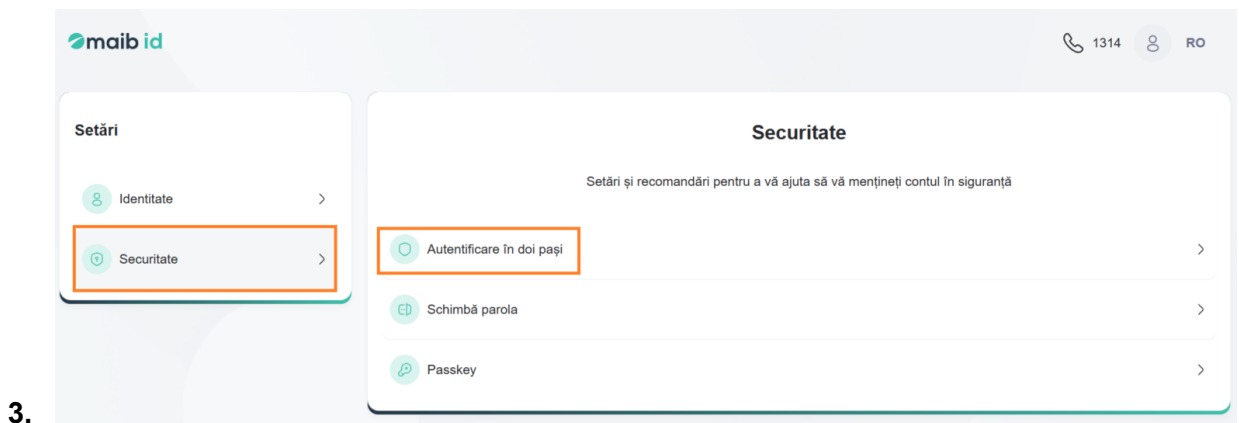 maib id
1314
RO
Setări
Identitate
Securitate
Securitate
Setări și recomandări pentru a vă ajuta să vă mențineți contul în siguranță
Autentificare în doi pași
Schimbă parola
Passkey
3.